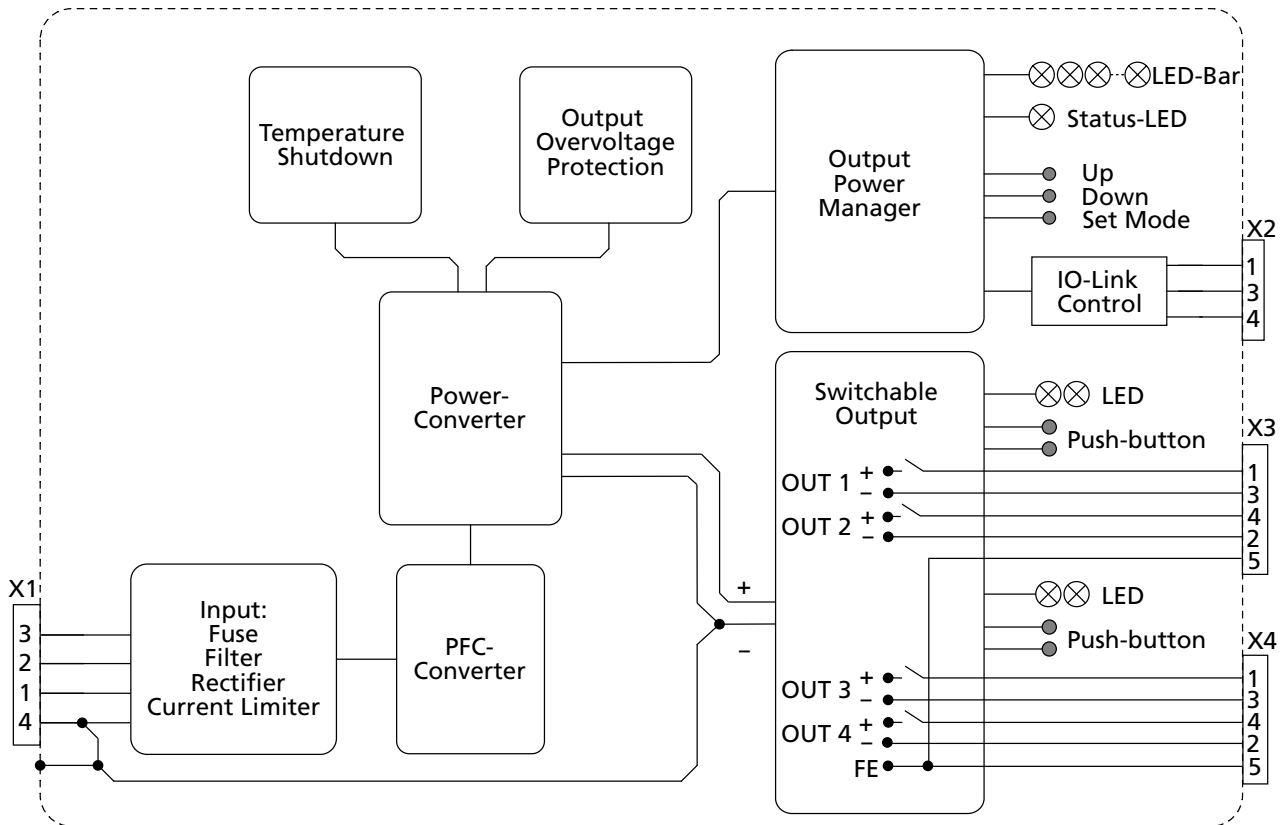 Temperature
Shutdown
Output
Overvoltage
Protection
Output
Power
Manager
LED-Bar
Status-LED
Up
Down
Set Mode
X2
IO-Link
Control
1
3
4
Power-
Converter
Switchable
Output
LED
Push-button
X3
OUT 1 +
–
OUT 2 +
–
1
3
4
2
5
X1
3
2
1
4
Input:
Fuse
Filter
Rectifier
Current Limiter
PFC-
Converter
+
–
LED
Push-button
X4
OUT 3 +
–
OUT 4 +
–
FE
1
3
4
2
5